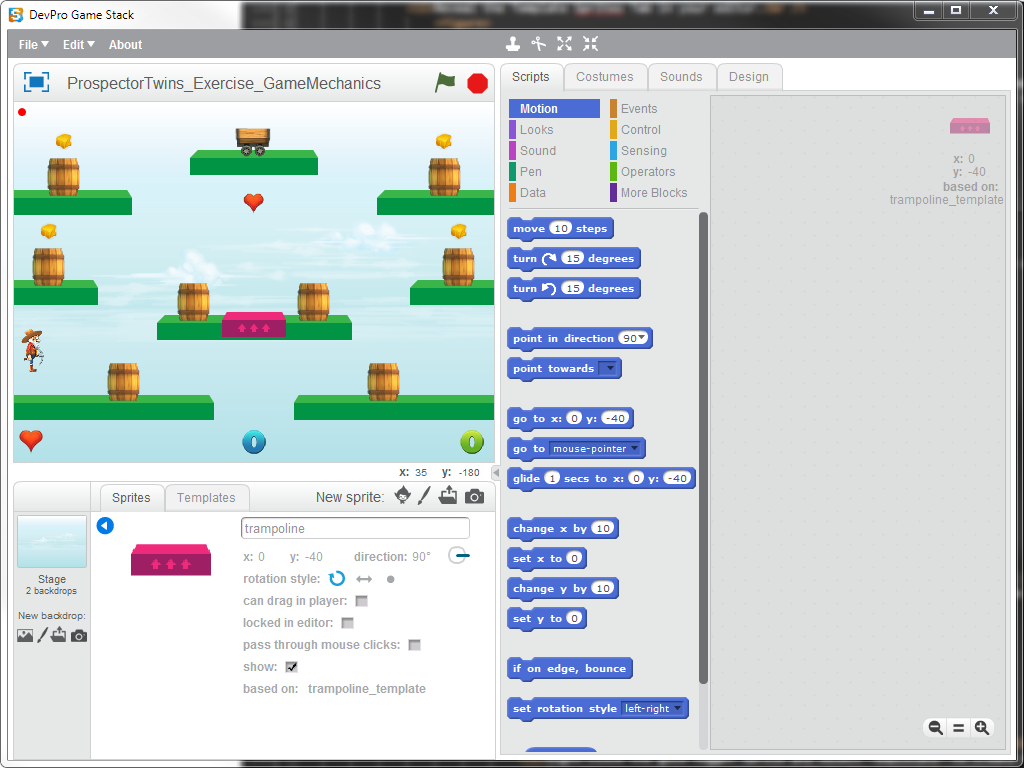 DevPro Game Stack
File Edit About
ProspectorTwins_Exercise_GameMechanics
0
0
x: 35 y: -180
Sprites Templates New sprite:
trampoline
x: 0 y: -40 direction: 90°
rotation style:
can drag in player:
locked in editor:
pass through mouse clicks:
show:
based on: trampoline_template
Stage
2 backdrops
New backdrop:
Scripts Costumes Sounds Design
Motion Events
Looks Control
Sound Sensing
Pen Operators
Data More Blocks
move 10 steps
turn 15 degrees
turn 15 degrees
point in direction 90
point towards
go to x: 0 y: -40
go to mouse-pointer
glide 1 secs to x: 0 y: -40
change x by 10
set x to 0
change y by 10
set y to 0
if on edge, bounce
set rotation style left-right
x: 0
y: -40
based on:
trampoline_template